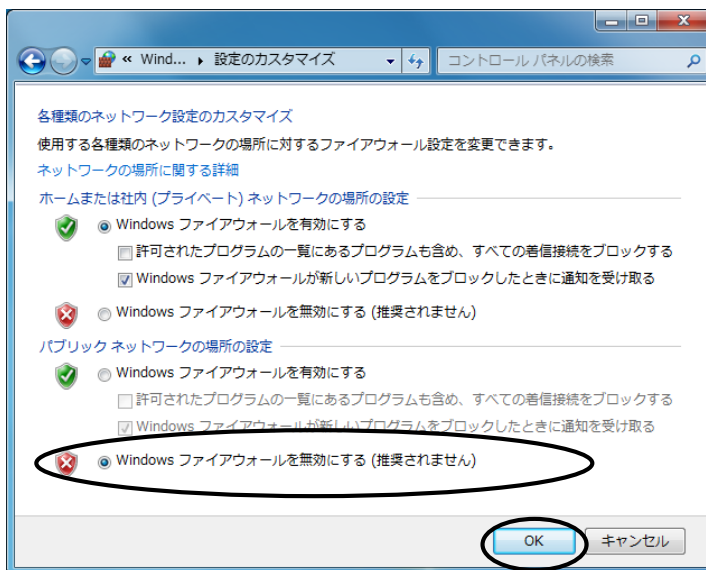 « Wind... ▸ 設定のカスタマイズ
コントロール パネルの検索
各種類のネットワーク設定のカスタマイズ
使用する各種類のネットワークの場所に対するファイアウォール設定を変更できます。
ネットワークの場所に関する詳細
ホームまたは社内 (プライベート) ネットワークの場所の設定
Windows ファイアウォールを有効にする
許可されたプログラムの一覧にあるプログラムも含め、すべての着信接続をブロックする
Windows ファイアウォールが新しいプログラムをブロックしたときに通知を受け取る
Windows ファイアウォールを無効にする (推奨されません)
パブリック ネットワークの場所の設定
Windows ファイアウォールを有効にする
許可されたプログラムの一覧にあるプログラムも含め、すべての着信接続をブロックする
Windows ファイアウォールが新しいプログラムをブロックしたときに通知を受け取る
Windows ファイアウォールを無効にする (推奨されません)
OK
キャンセル